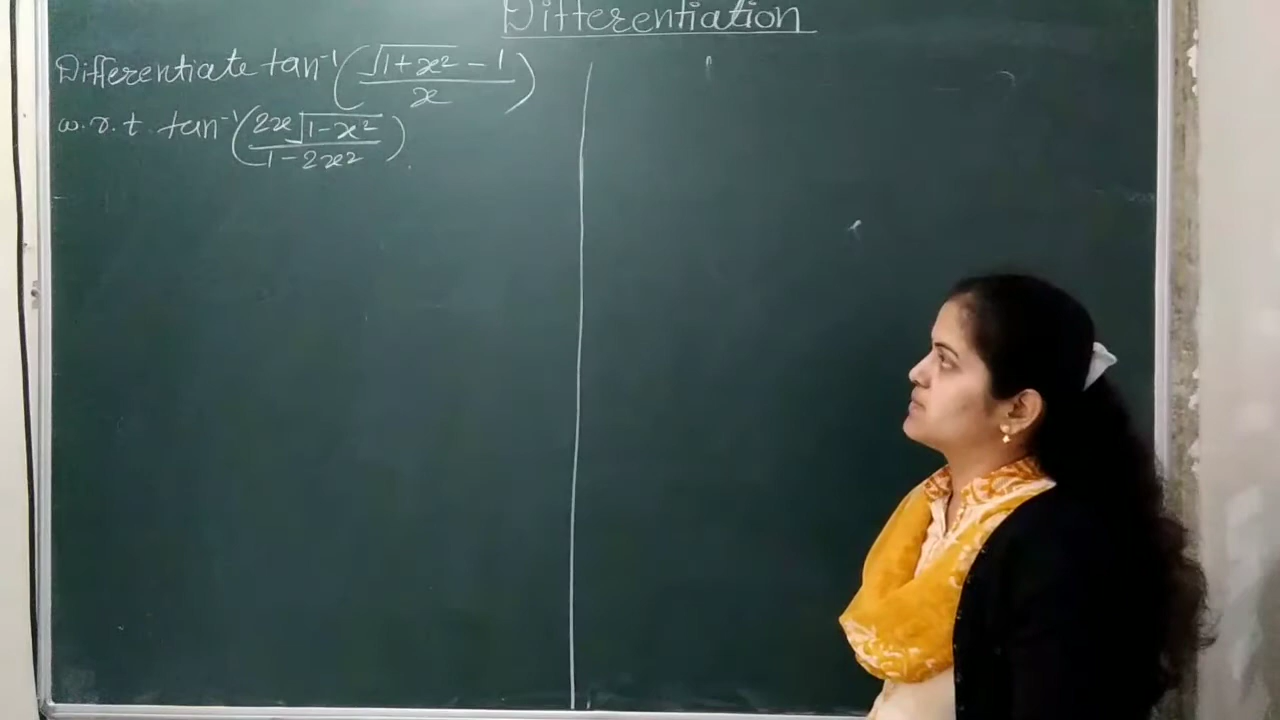 Differentiation
Differentiate tan⁻¹(√(1+x²) - 1 / x)
w.r.t. tan⁻¹(2x√(1-x²) / 1-2x²).